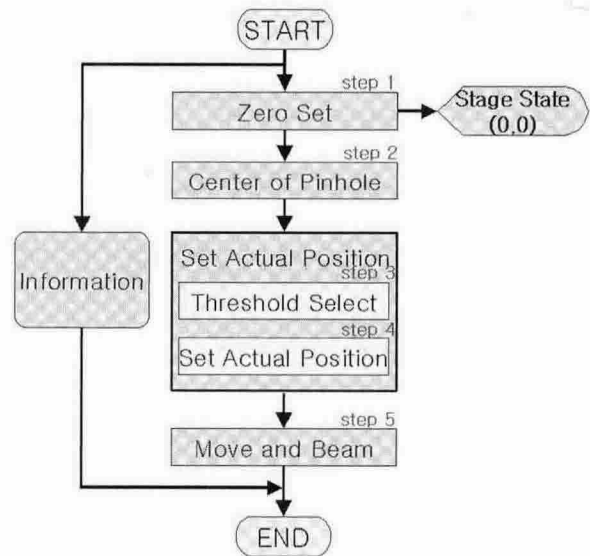 START
step 1
Zero Set
Stage State
(0,0)
step 2
Center of Pinhole
Set Actual Position
step 3
Threshold Select
step 4
Set Actual Position
Information
step 5
Move and Beam
END